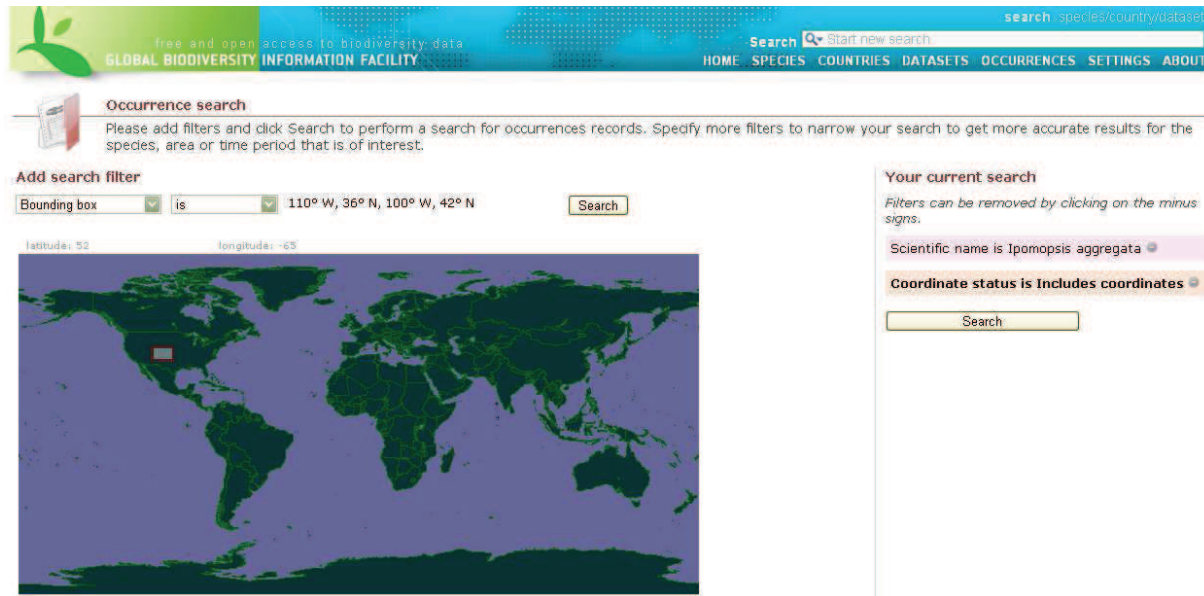 search species/country/dataset
free and open access to biodiversity data
GLOBAL BIODIVERSITY INFORMATION FACILITY
Search Start new search
HOME SPECIES COUNTRIES DATASETS OCCURRENCES SETTINGS ABOUT
Occurrence search
Please add filters and click Search to perform a search for occurrences records. Specify more filters to narrow your search to get more accurate results for the
species, area or time period that is of interest.
Add search filter
Bounding box is 110º W, 36º N, 100º W, 42º N Search
latitude: 52 longitude: -65
Your current search
Filters can be removed by clicking on the minus
signs.
Scientific name is Ipomopsis aggregata
Coordinate status is Includes coordinates
Search